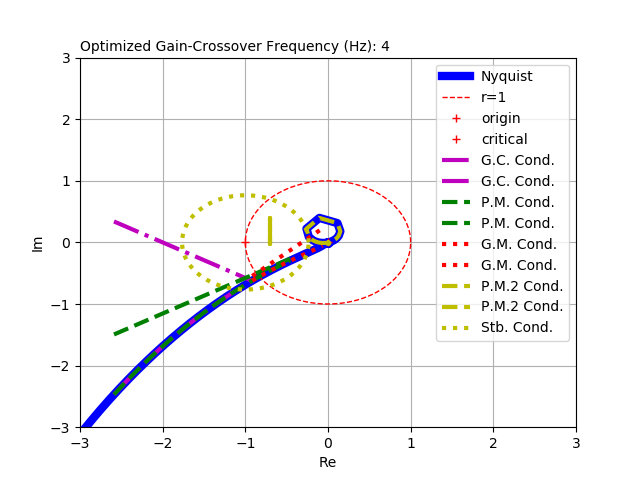 Optimized Gain-Crossover Frequency (Hz): 4
3
2
1
0
−1
−2
−3
Im
−3
−2
−1
0
1
2
3
Re
Nyquist
r=1
origin
critical
G.C. Cond.
G.C. Cond.
P.M. Cond.
P.M. Cond.
G.M. Cond.
G.M. Cond.
P.M.2 Cond.
P.M.2 Cond.
Stb. Cond.